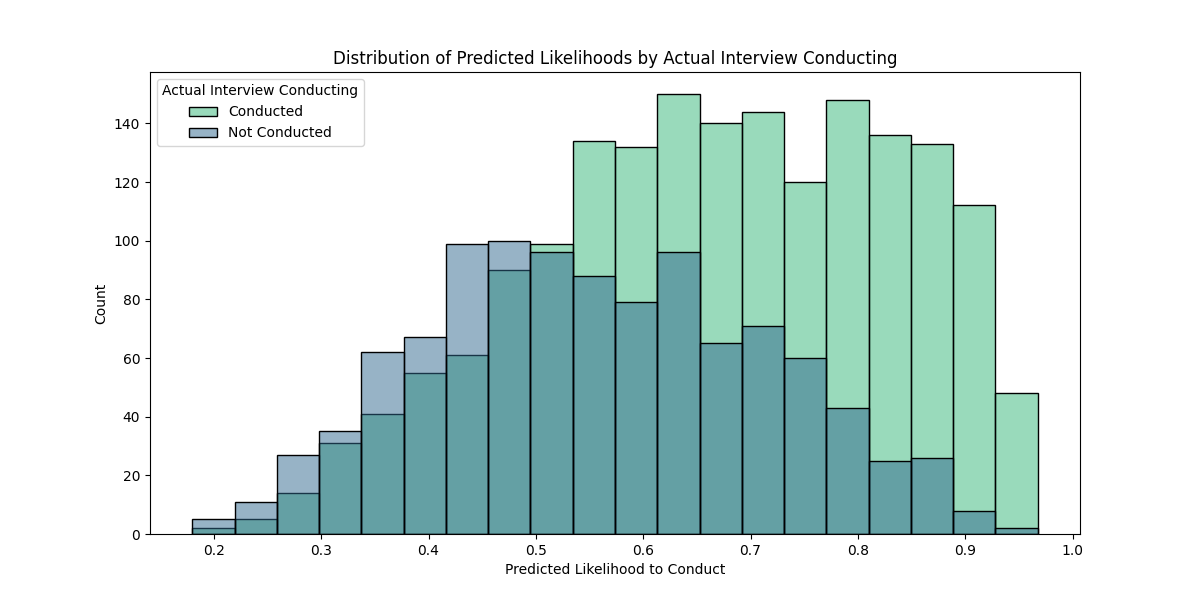 Distribution of Predicted Likelihoods by Actual Interview Conducting
Actual Interview Conducting
Conducted
Not Conducted
Count
140
120
100
80
60
40
20
0
0.2 0.3 0.4 0.5 0.6 0.7 0.8 0.9 1.0
Predicted Likelihood to Conduct